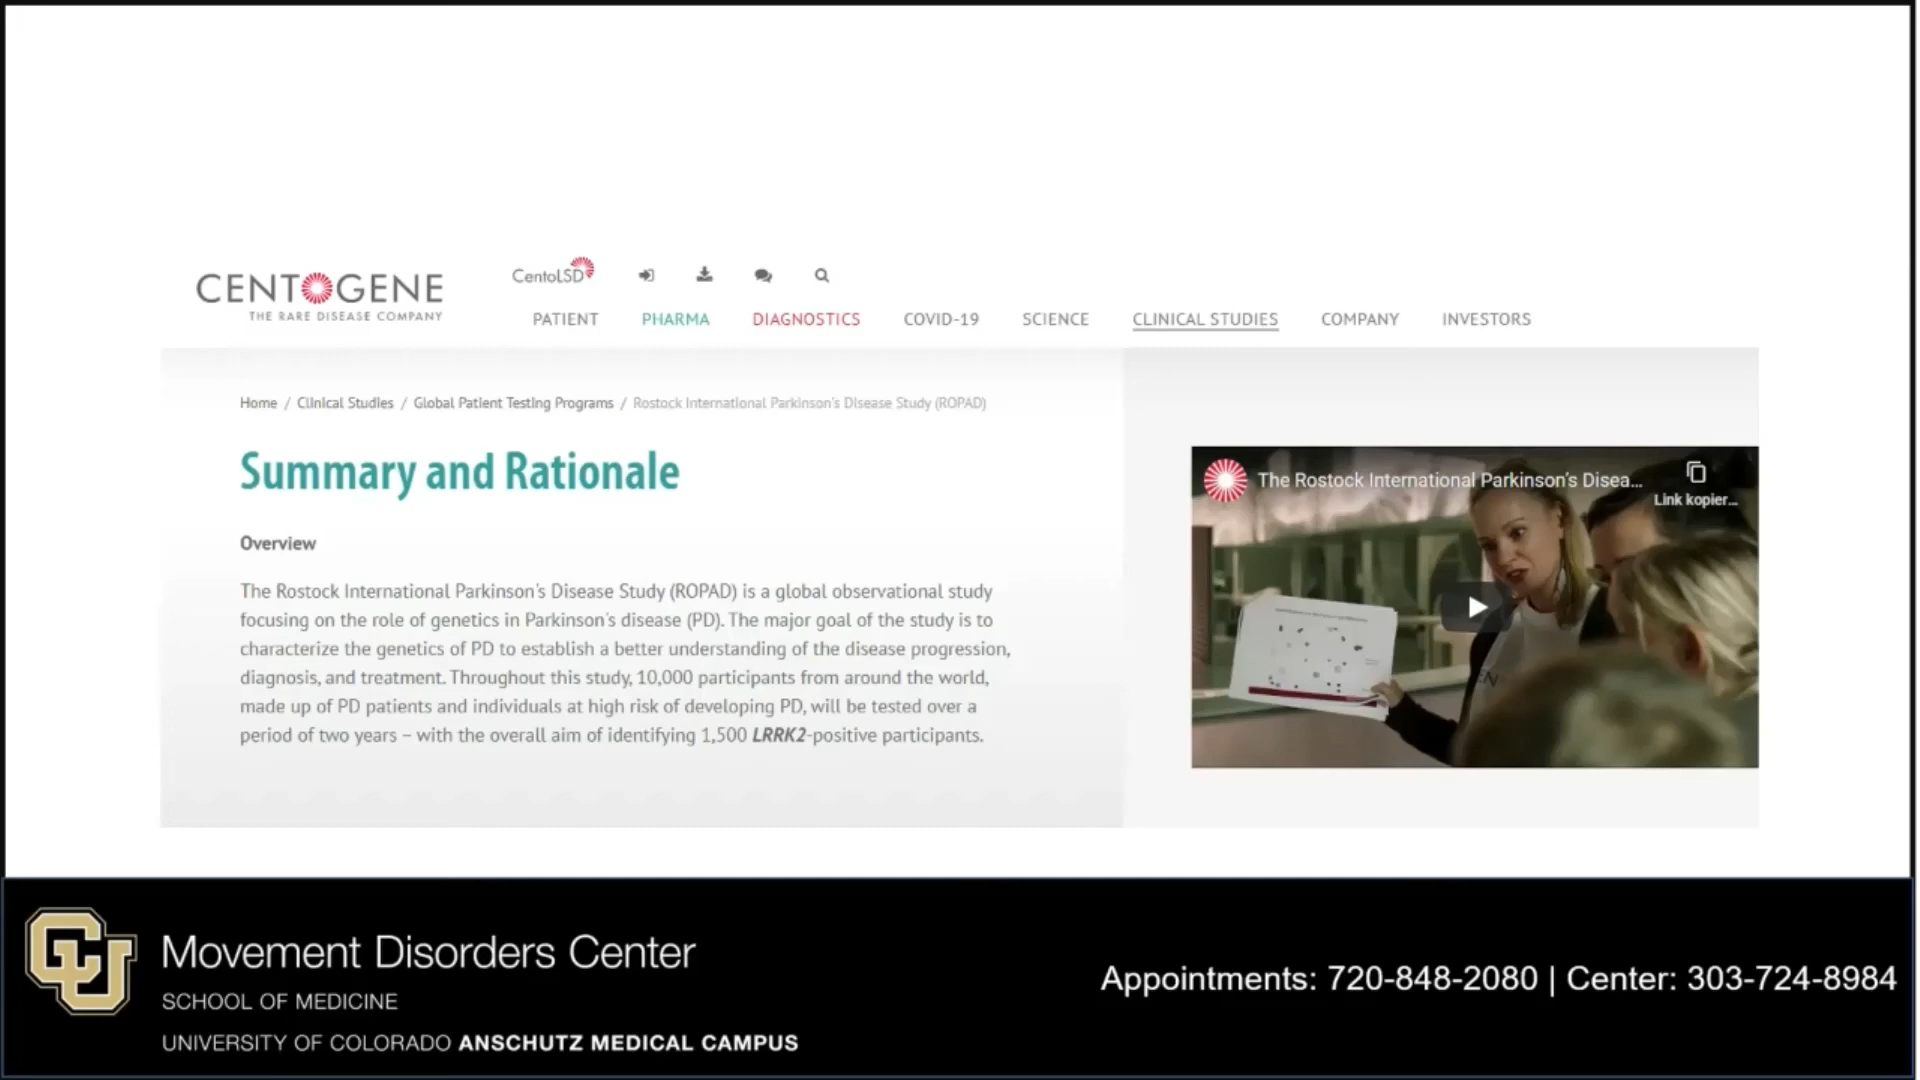 CENTOGENE
THE RARE DISEASE COMPANY
CentoLSD
PATIENT PHARMA DIAGNOSTICS COVID-19 SCIENCE CLINICAL STUDIES COMPANY INVESTORS
Home / Clinical Studies / Global Patient Testing Programs / Rostock International Parkinson's Disease Study (ROPAD)
Summary and Rationale
Overview
The Rostock International Parkinson's Disease Study (ROPAD) is a global observational study
focusing on the role of genetics in Parkinson's disease (PD). The major goal of the study is to
characterize the genetics of PD to establish a better understanding of the disease progression,
diagnosis, and treatment. Throughout this study, 10,000 participants from around the world,
made up of PD patients and individuals at high risk of developing PD, will be tested over a
period of two years – with the overall aim of identifying 1,500 LRRK2-positive participants.
The Rostock International Parkinson's Disea...
Link kopier...
CU
Movement Disorders Center
SCHOOL OF MEDICINE
UNIVERSITY OF COLORADO ANSCHUTZ MEDICAL CAMPUS
Appointments: 720-848-2080 | Center: 303-724-8984